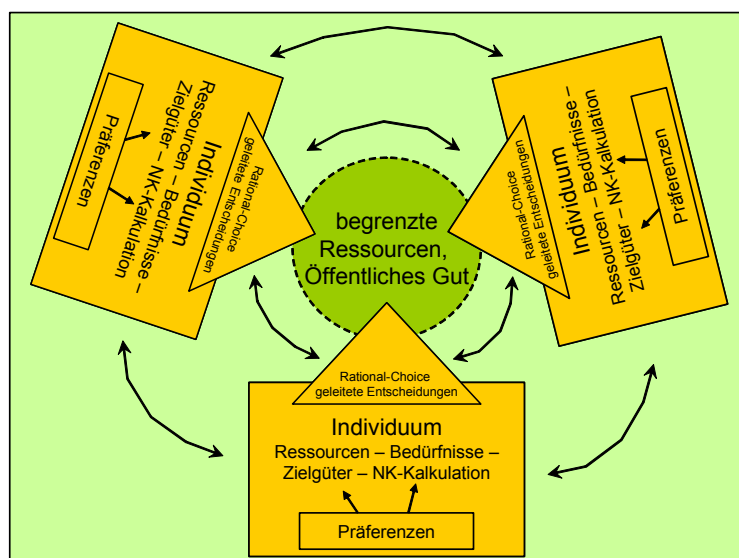 Ressourcen – Bedürfnisse –
Individuum
Zielgüter – NK-Kalkulation
Präferenzen
Rational-Choice
geleitete Entscheidungen
Individuum
Ressourcen – Bedürfnisse –
Zielgüter – NK-Kalkulation
Präferenzen
Rational-Choice
geleitete Entscheidungen
begrenzte
Ressourcen,
Öffentliches Gut
Rational-Choice
geleitete Entscheidungen
Individuum
Ressourcen – Bedürfnisse –
Zielgüter – NK-Kalkulation
Präferenzen